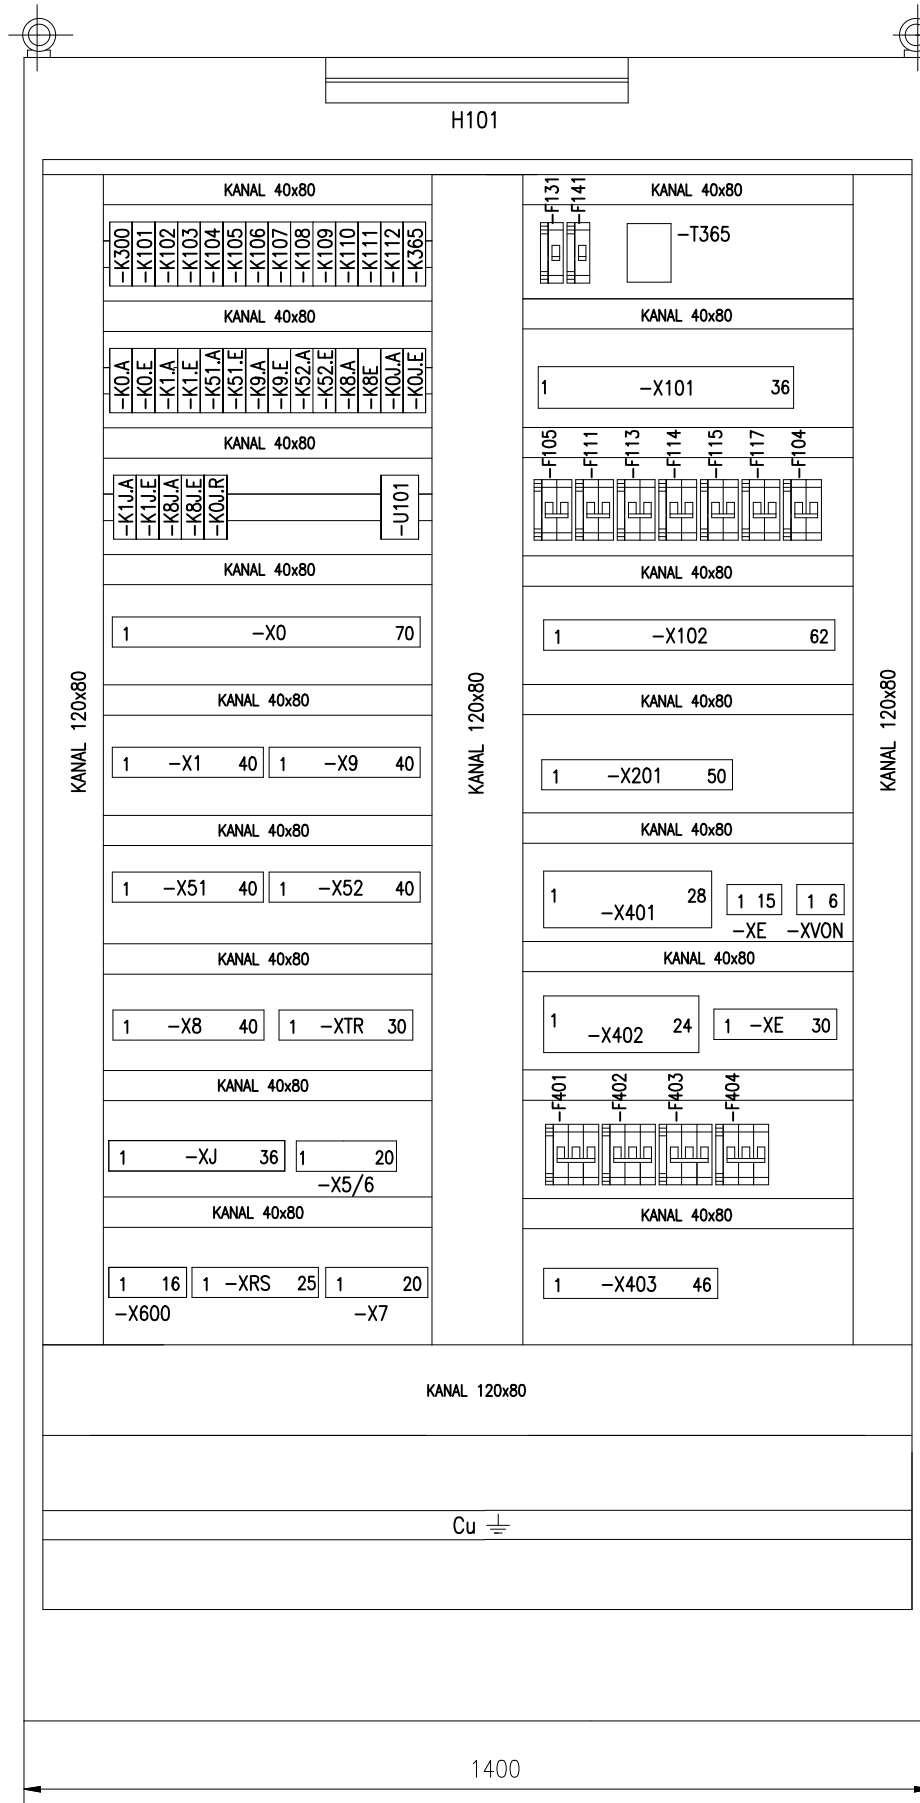 H101
KANAL 40x80
-K300 -K101 -K102 -K103 -K104 -K105 -K106 -K107 -K108 -K109 -K110 -K111 -K112 -K365
KANAL 40x80
-K0.A -K0.E -K1.A -K1.E -K51.A -K51.E -K9.A -K9.E -K52.A -K52.E -K8.A -K8E -K0J.A -K0J.E
KANAL 40x80
-K1J.A -K1J.E -K8J.A -K8J.E -K0J.R -U101
KANAL 40x80
1 -X0 70
KANAL 40x80
1 -X1 40 1 -X9 40
KANAL 40x80
1 -X51 40 1 -X52 40
KANAL 40x80
1 -X8 40 1 -XTR 30
KANAL 40x80
1 -XJ 36 1 20
-X5/6
KANAL 40x80
1 16 1 -XRS 25 1 20
-X600 -X7
KANAL 120x80
KANAL 120x80
KANAL 40x80
-F131 -F141 -T365
KANAL 40x80
1 -X101 36
-F105 -F111 -F113 -F114 -F115 -F117 -F104
KANAL 40x80
1 -X102 62
KANAL 40x80
1 -X201 50
KANAL 40x80
1 -X401 28 1 15 1 6
-XE -XVON
KANAL 40x80
1 -X402 24 1 -XE 30
-F401 -F402 -F403 -F404
KANAL 40x80
1 -X403 46
KANAL 120x80
KANAL 120x80
Cu
1400